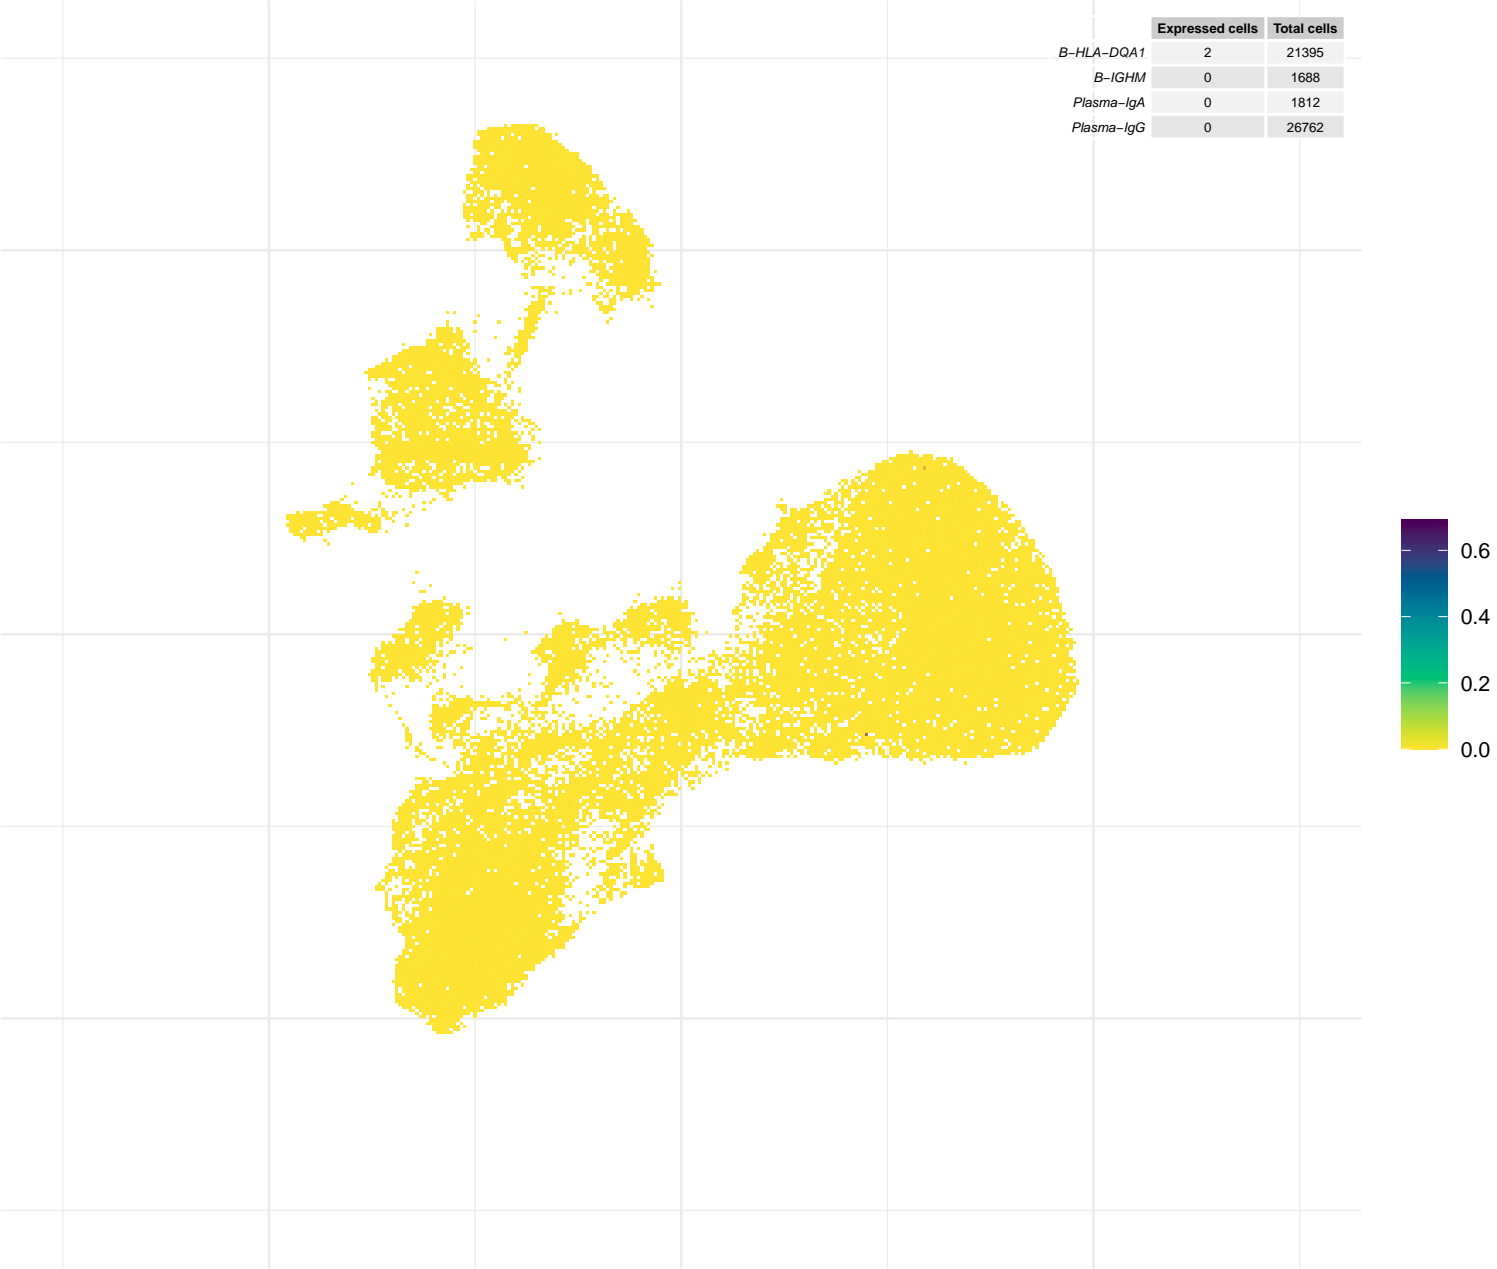 Expressed cells Total cells
B−HLA−DQA1 2 21395
B−IGHM 0 1688
Plasma−IgA 0 1812
Plasma−IgG 0 26762
0.6
0.4
0.2
0.0